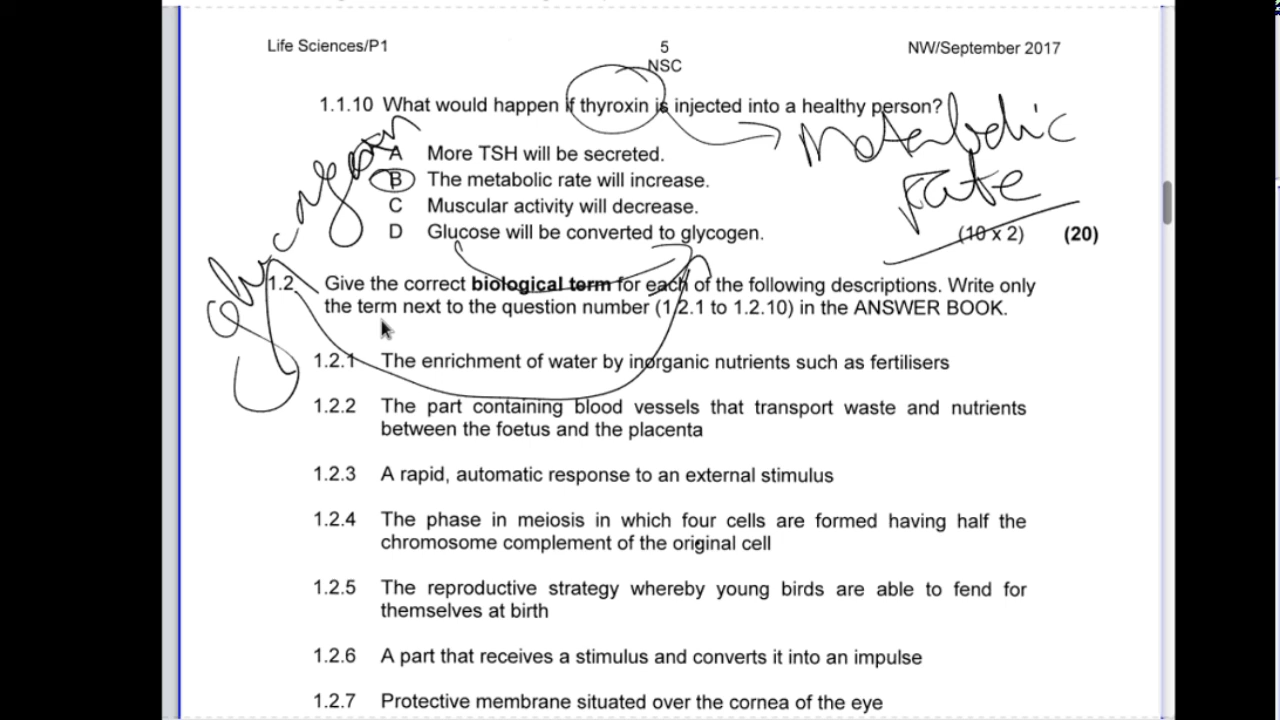 Life Sciences/P1
5
NSC
NW/September 2017
1.1.10 What would happen if thyroxin is injected into a healthy person?
A More TSH will be secreted.
B The metabolic rate will increase.
C Muscular activity will decrease.
D Glucose will be converted to glycogen.
Metabolic
rate
(10 x 2) (20)
1.2 Give the correct biological term for each of the following descriptions. Write only
the term next to the question number (1.2.1 to 1.2.10) in the ANSWER BOOK.
1.2.1 The enrichment of water by inorganic nutrients such as fertilisers
1.2.2 The part containing blood vessels that transport waste and nutrients
between the foetus and the placenta
1.2.3 A rapid, automatic response to an external stimulus
1.2.4 The phase in meiosis in which four cells are formed having half the
chromosome complement of the original cell
1.2.5 The reproductive strategy whereby young birds are able to fend for
themselves at birth
1.2.6 A part that receives a stimulus and converts it into an impulse
1.2.7 Protective membrane situated over the cornea of the eye